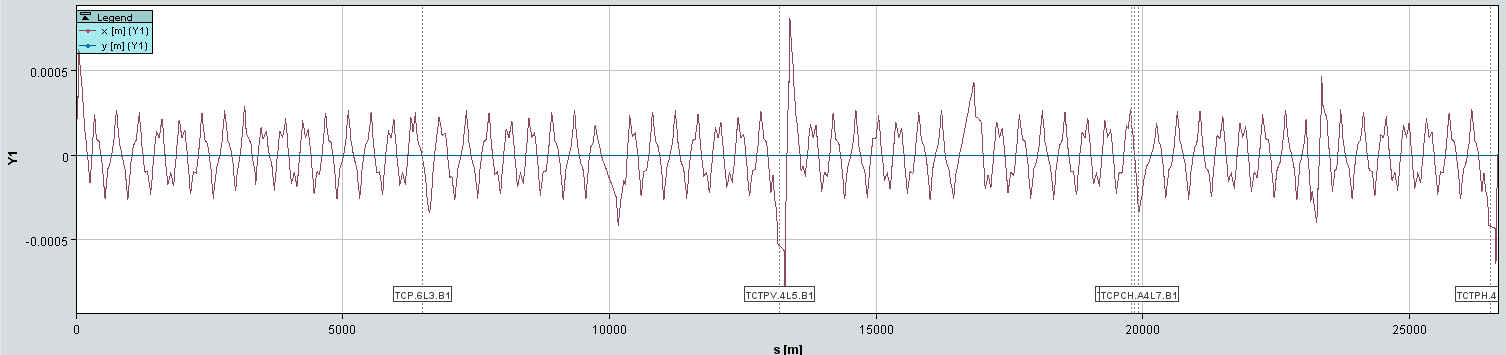 Legend
x [m] (Y1)
y [m] (Y1)
0.0005
0
-0.0005
Y1
TCP.6L3.B1
TCTPV.4L5.B1
TCPCH.A4L7.B1
TCTPH.4
0
5000
10000
15000
20000
25000
s [m]